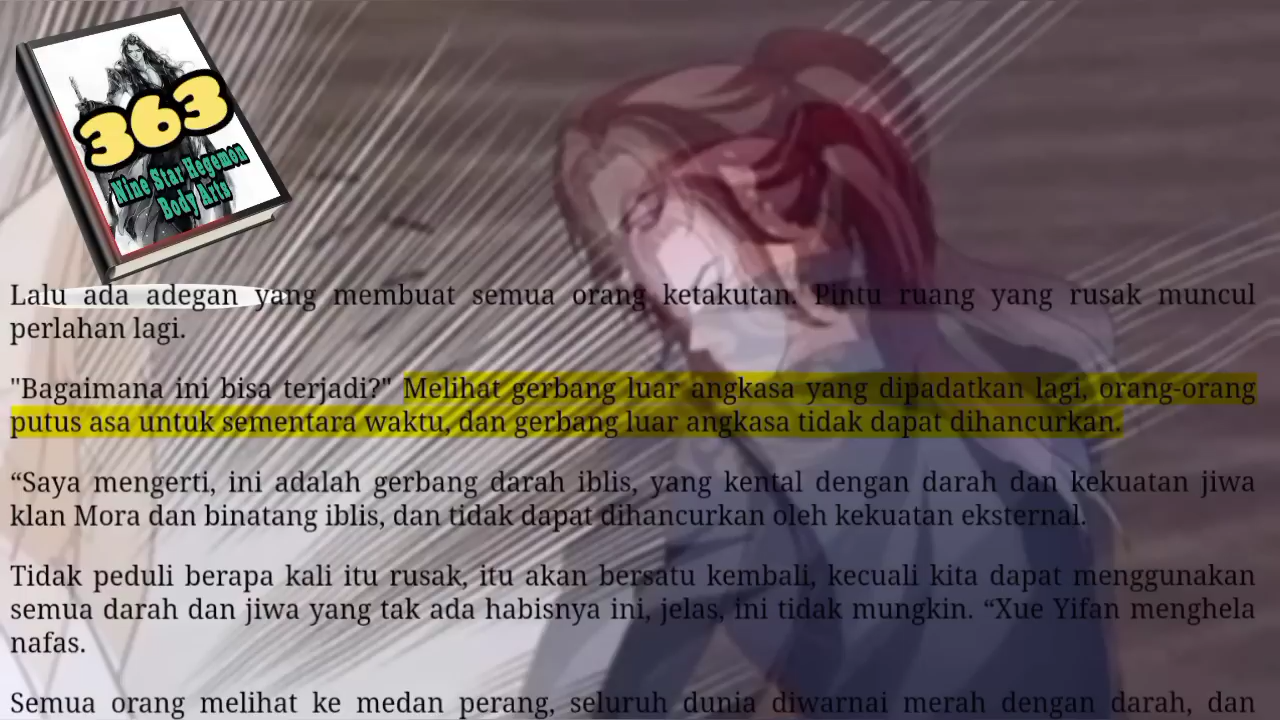 363
Nine Star Hegemon
Body Arts
Lalu ada adegan yang membuat semua orang ketakutan. Pintu ruang yang rusak muncul
perlahan lagi.
"Bagaimana ini bisa terjadi?" Melihat gerbang luar angkasa yang dipadatkan lagi, orang-orang
putus asa untuk sementara waktu, dan gerbang luar angkasa tidak dapat dihancurkan.
“Saya mengerti, ini adalah gerbang darah iblis, yang kental dengan darah dan kekuatan jiwa
klan Mora dan binatang iblis, dan tidak dapat dihancurkan oleh kekuatan eksternal.
Tidak peduli berapa kali itu rusak, itu akan bersatu kembali, kecuali kita dapat menggunakan
semua darah dan jiwa yang tak ada habisnya ini, jelas, ini tidak mungkin. “Xue Yifan menghela
nafas.
Semua orang melihat ke medan perang, seluruh dunia diwarnai merah dengan darah, dan